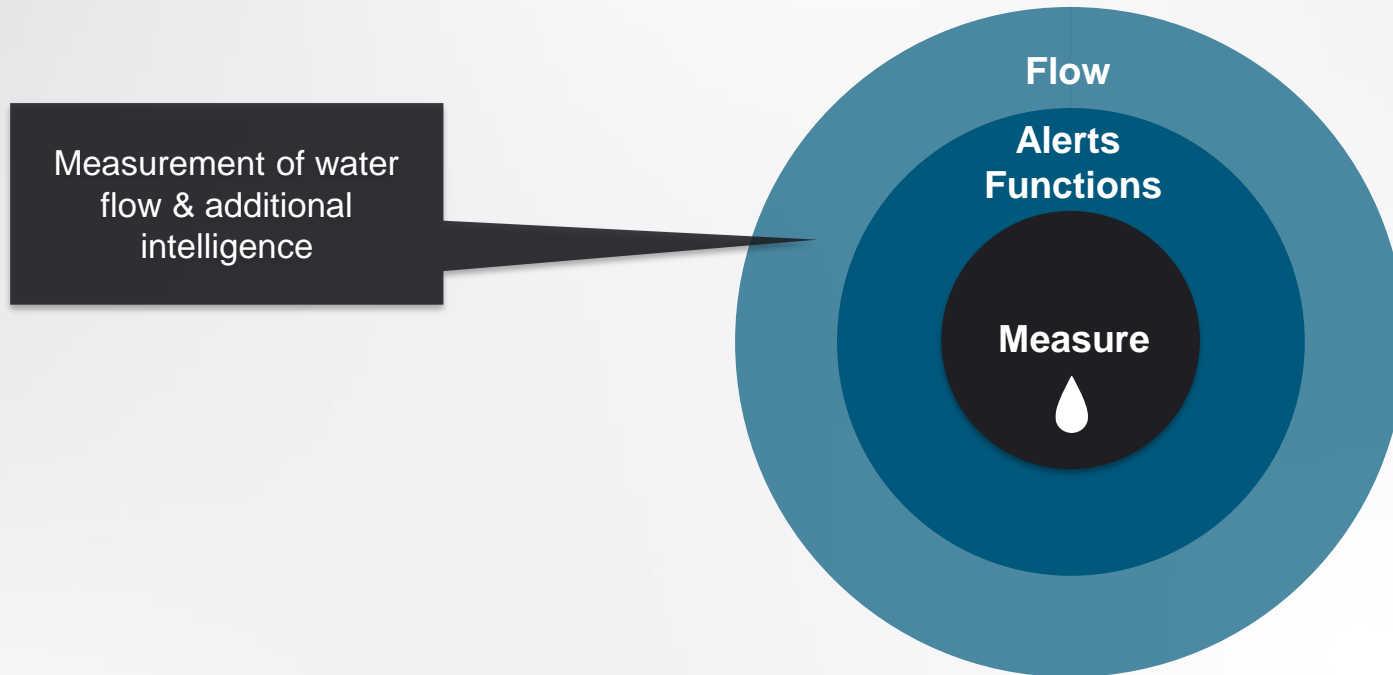 Measurement of water
flow & additional
intelligence
Flow
Alerts
Functions
Measure